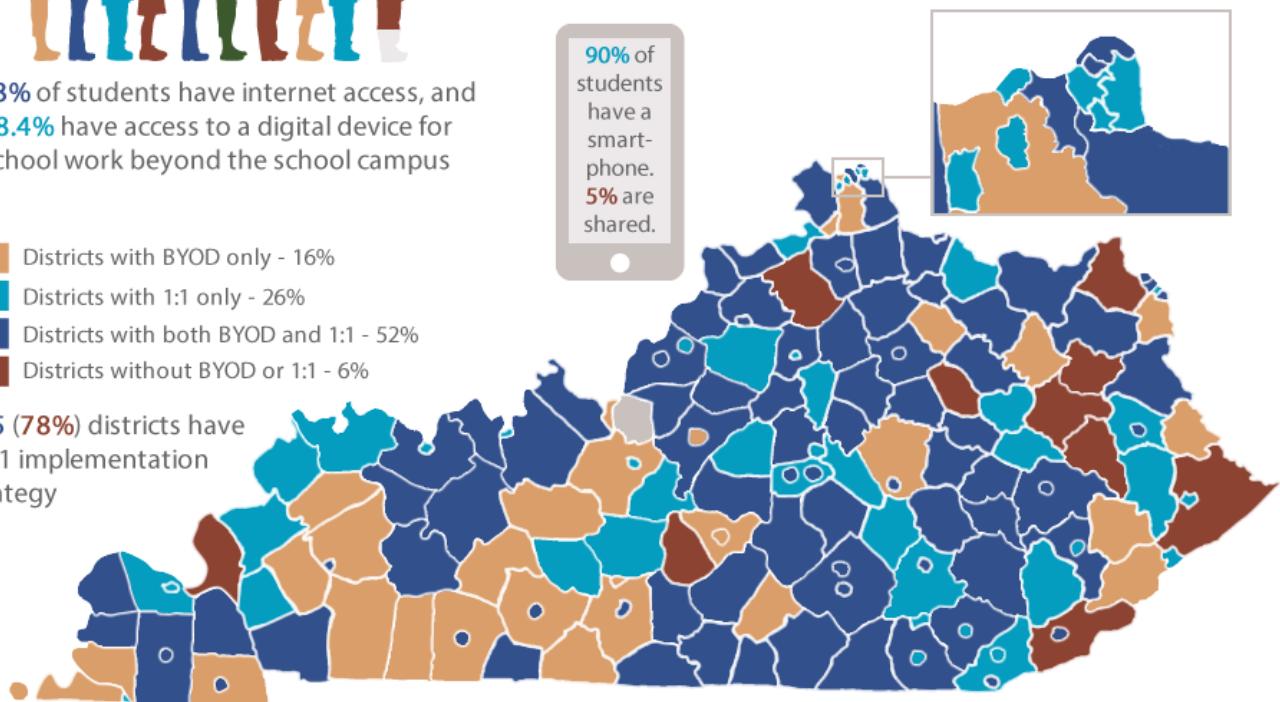 3% of students have internet access, and
8.4% have access to a digital device for
chool work beyond the school campus
90% of
students
have a
smart-
phone.
5% are
shared.
Districts with BYOD only - 16%
Districts with 1:1 only - 26%
Districts with both BYOD and 1:1 - 52%
Districts without BYOD or 1:1 - 6%
(78%) districts have
1 implementation
ategy